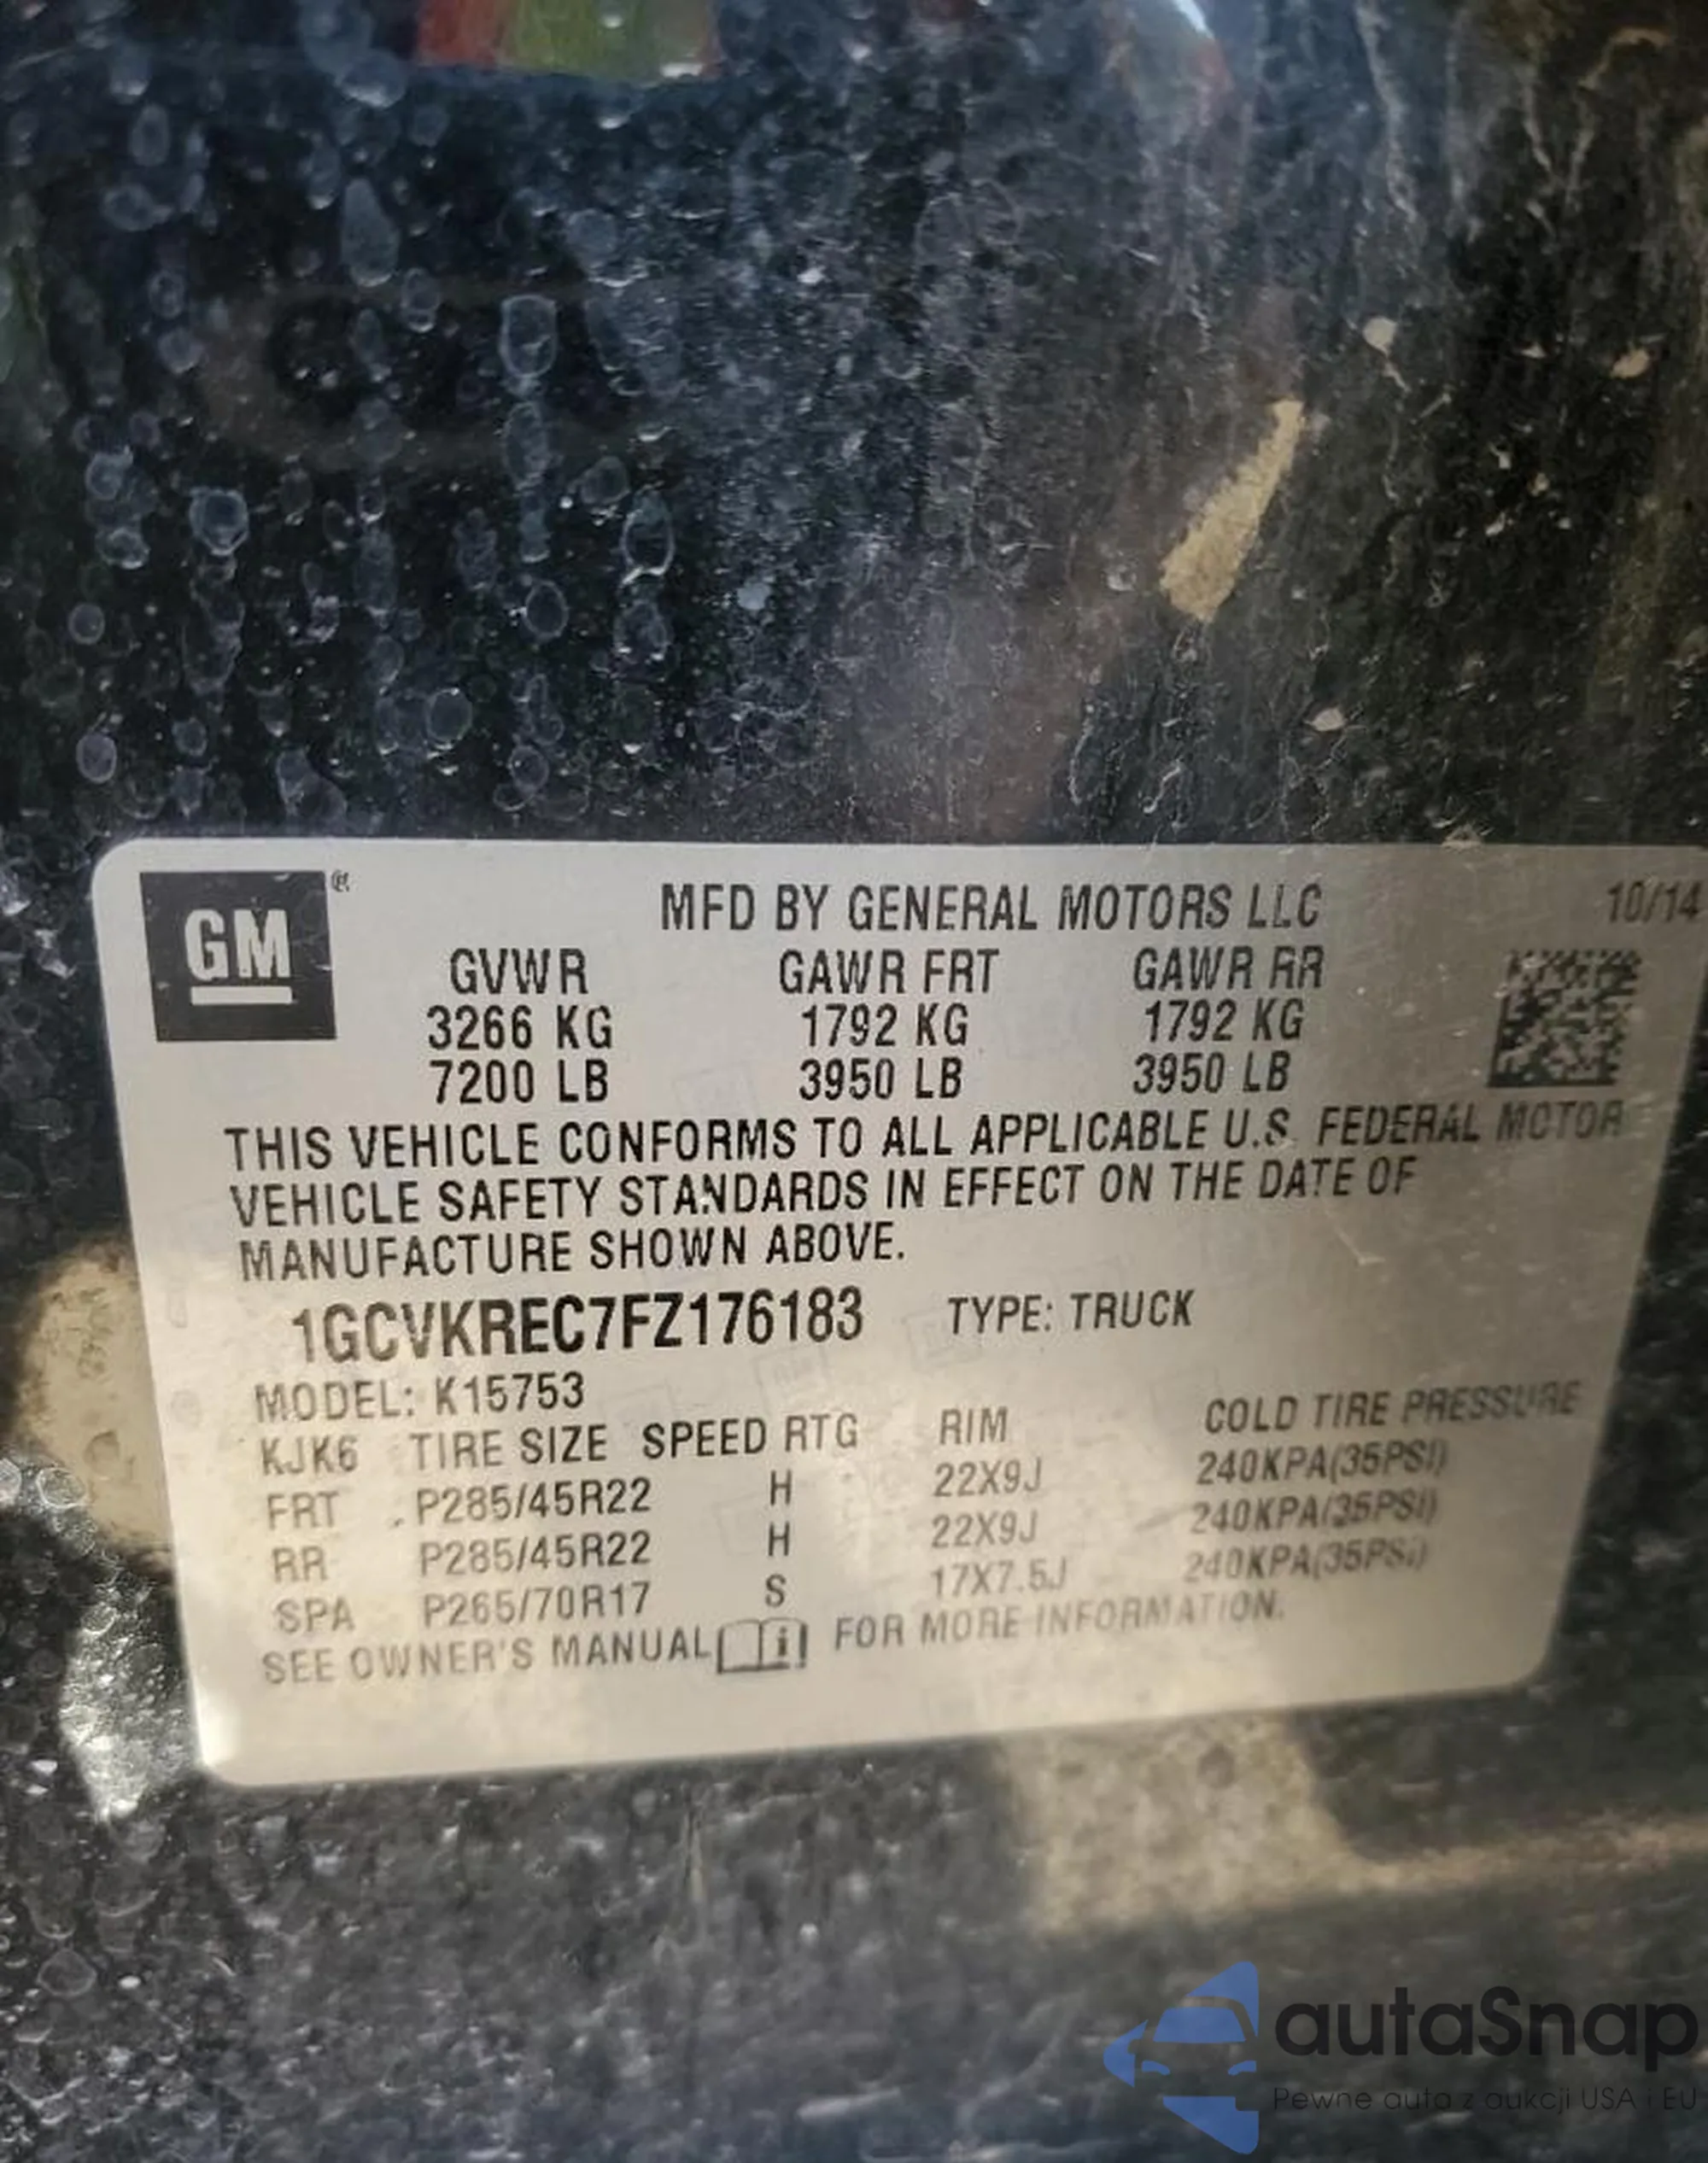 GM®
MFD BY GENERAL MOTORS LLC 10/14
GVWR GAWR FRT GAWR RR
3266 KG 1792 KG 1792 KG
7200 LB 3950 LB 3950 LB
THIS VEHICLE CONFORMS TO ALL APPLICABLE U.S. FEDERAL MOTOR
VEHICLE SAFETY STANDARDS IN EFFECT ON THE DATE OF
MANUFACTURE SHOWN ABOVE.
1GCVKREC7FZ176183 TYPE: TRUCK
MODEL: K15753
KJK6 TIRE SIZE SPEED RTG RIM COLD TIRE PRESSURE
FRT P285/45R22 H 22X9J 240KPA(35PSI)
RR P285/45R22 H 22X9J 240KPA(35PSI)
SPA P265/70R17 S 17X7.5J 240KPA(35PSI)
SEE OWNER'S MANUAL i FOR MORE INFORMATION.
autaSnap
Pewne auta z aukcji USA i EU